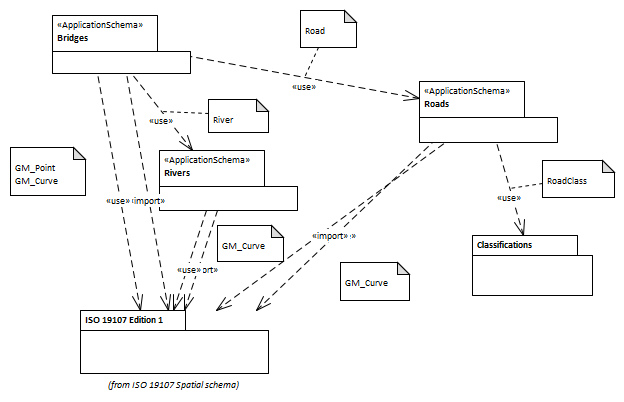 «ApplicationSchema»
Bridges
Road
«use»
«ApplicationSchema»
Roads
River
«use»
GM_Point
GM_Curve
«ApplicationSchema»
Rivers
RoadClass
«use»
«use»
import»
GM_Curve
«import»
Classifications
«use»
ort»
GM_Curve
ISO 19107 Edition 1
(from ISO 19107 Spatial schema)